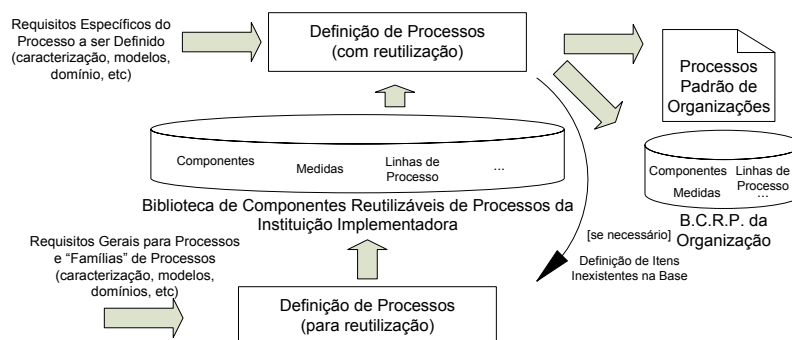 Requisitos Específicos do
Processo a ser Definido
(caracterização, modelos,
domínio, etc)
Definição de Processos
(com reutilização)
Processos
Padrão de
Organizações
Componentes
Medidas
Linhas de
Processo
...
Biblioteca de Componentes Reutilizáveis de Processos da
Instituição Implementadora
Componentes
Medidas
Linhas de
Processo
...
B.C.R.P. da
Organização
[se necessário]
Definição de Itens
Inexistentes na Base
Requisitos Gerais para Processos
e “Famílias” de Processos
(caracterização, modelos,
domínios, etc)
Definição de Processos
(para reutilização)